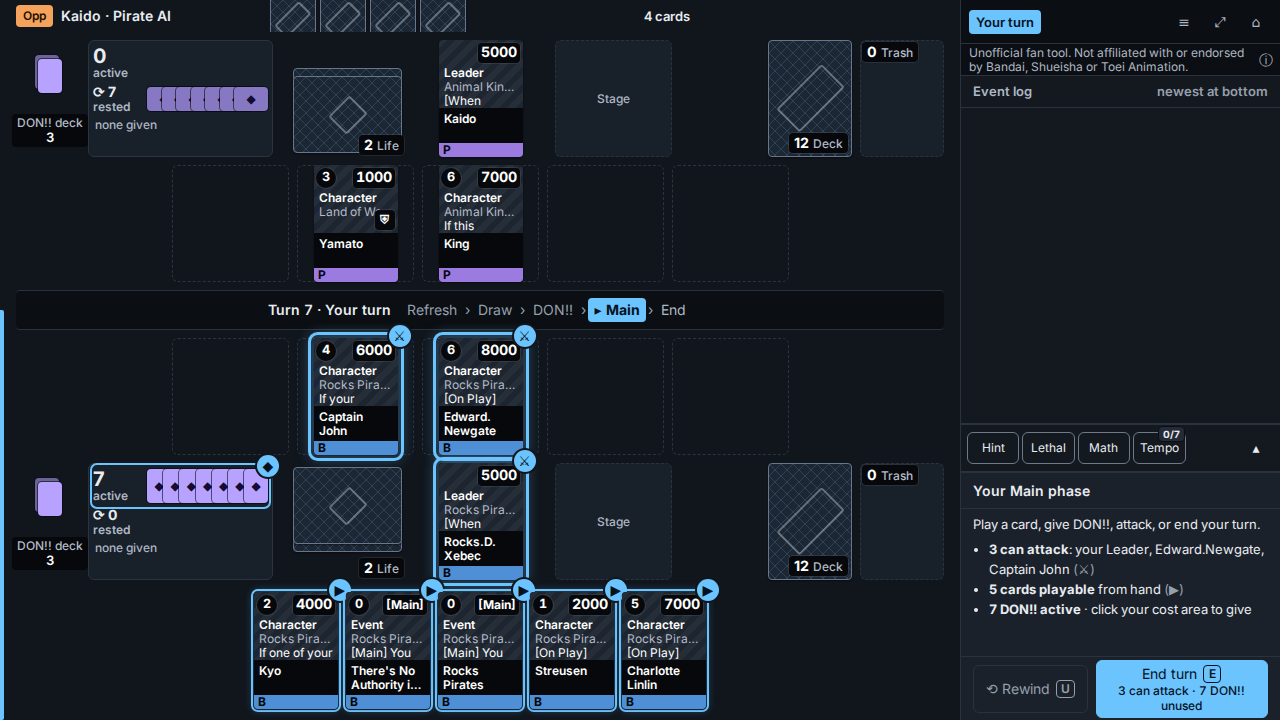 Opp Kaido · Pirate AI
4 cards
Your turn
Unofficial fan tool. Not affiliated with or endorsed
by Bandai, Shueisha or Toei Animation.
Event log newest at bottom
0
active
7
rested
none given
DON!! deck
3
2 Life
5000
Leader
Animal Kin...
[When
Kaido
P
Stage
12 Deck
0 Trash
3 1000
Character
Land of W
Yamato
P
6 7000
Character
Animal Kin...
If this
King
P
Turn 7 · Your turn Refresh › Draw › DON!! › ▸ Main › End
4 6000
Character
Rocks Pira...
If your
Captain
John
B
6 8000
Character
Rocks Pira...
[On Play]
Edward.
Newgate
B
7
active
0
rested
none given
DON!! deck
3
2 Life
5000
Leader
Rocks Pira...
[When
Rocks.D.
Xebec
B
Stage
12 Deck
0 Trash
2 4000
Character
Rocks Pira...
If one of your
Kyo
B
0 [Main]
Event
Rocks Pira...
[Main] You
There's No
Authority i...
B
0 [Main]
Event
Rocks Pira...
[Main] You
Rocks
Pirates
B
1 2000
Character
Rocks Pira...
[On Play]
Streusen
B
5 7000
Character
Rocks Pira...
[On Play]
Charlotte
Linlin
B
Hint Lethal Math Tempo 0/7
Your Main phase
Play a card, give DON!!, attack, or end your turn.
• 3 can attack: your Leader, Edward.Newgate,
Captain John (⚔)
• 5 cards playable from hand (▶)
• 7 DON!! active · click your cost area to give
Rewind U
End turn E
3 can attack · 7 DON!!
unused